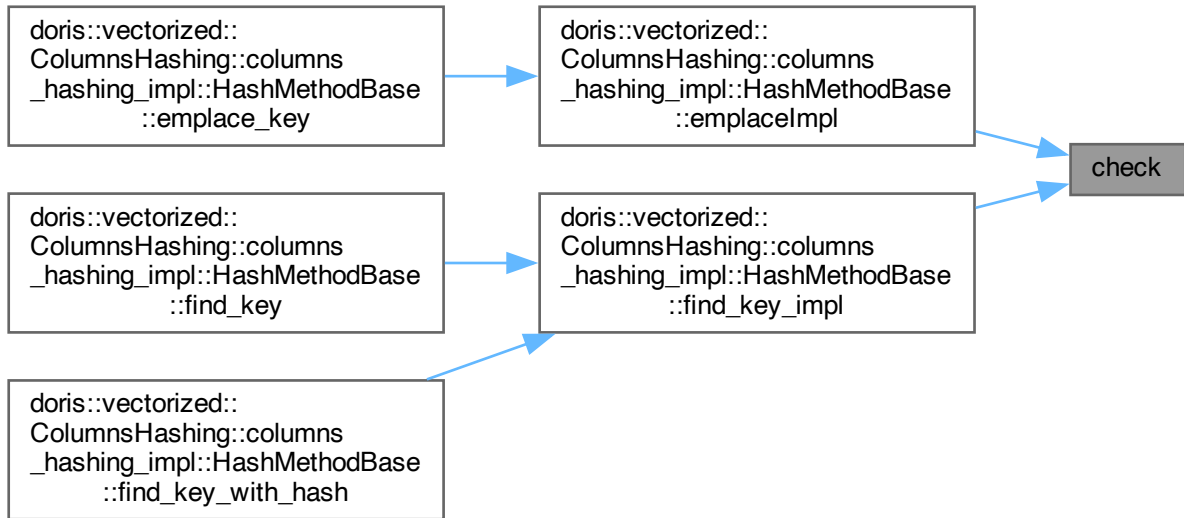 doris::vectorized::
ColumnsHashing::columns
_hashing_impl::HashMethodBase
::emplace_key
doris::vectorized::
ColumnsHashing::columns
_hashing_impl::HashMethodBase
::emplaceImpl
check
doris::vectorized::
ColumnsHashing::columns
_hashing_impl::HashMethodBase
::find_key
doris::vectorized::
ColumnsHashing::columns
_hashing_impl::HashMethodBase
::find_key_impl
doris::vectorized::
ColumnsHashing::columns
_hashing_impl::HashMethodBase
::find_key_with_hash